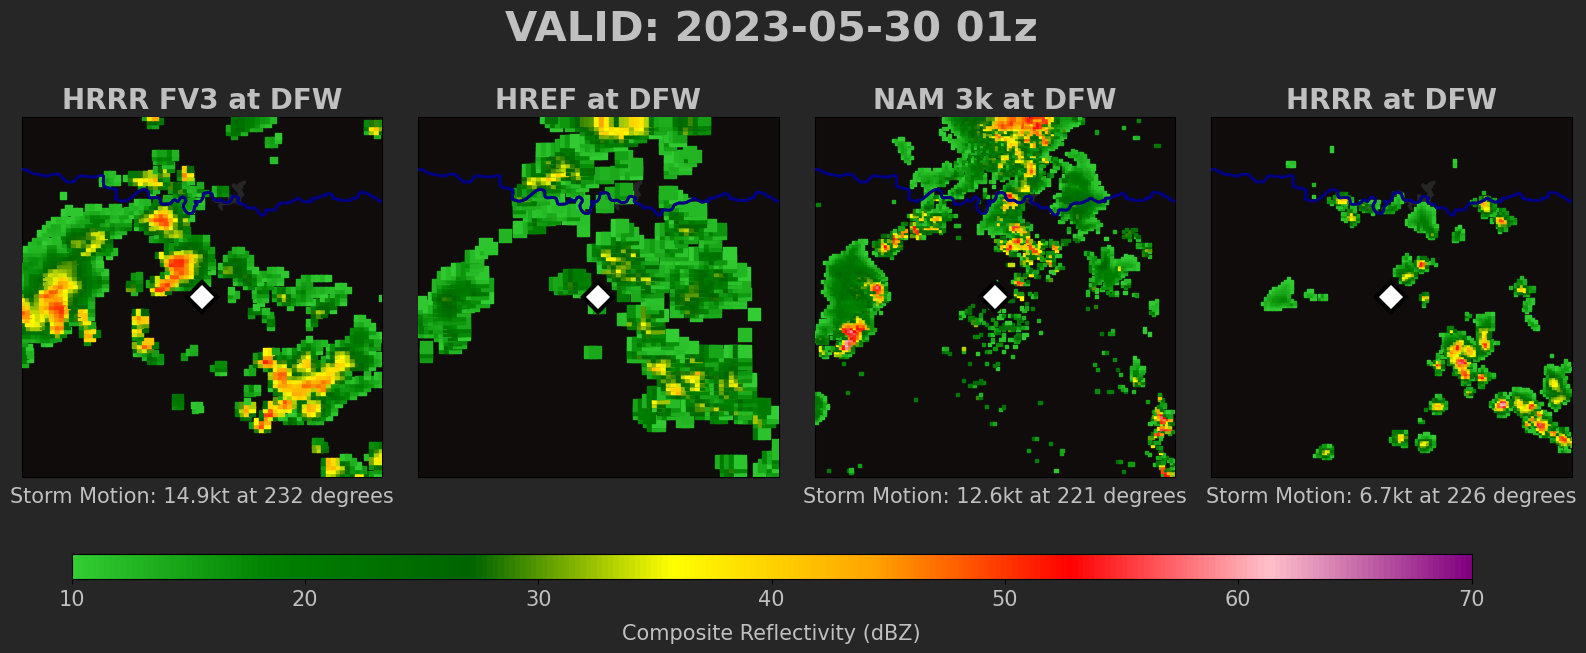 VALID: 2023-05-30 01z
HRRR FV3 at DFW
HREF at DFW
NAM 3k at DFW
HRRR at DFW
Storm Motion: 14.9kt at 232 degrees
Storm Motion: 12.6kt at 221 degrees
Storm Motion: 6.7kt at 226 degrees
10 20 30 40 50 60 70
Composite Reflectivity (dBZ)